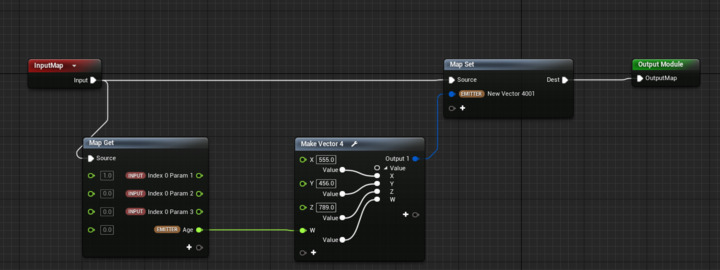 InputMap
Input
Map Get
Source
1.0 INPUT Index 0 Param 1
0.0 INPUT Index 0 Param 2
0.0 INPUT Index 0 Param 3
0.0 EMITTER Age
Make Vector 4
X 555.0
Value
Y 456.0
Value
Z 789.0
Value
W
Value
Output 1
Value
X
Y
Z
W
Map Set
Source Dest
EMITTER New Vector 4001
Output Module
OutputMap